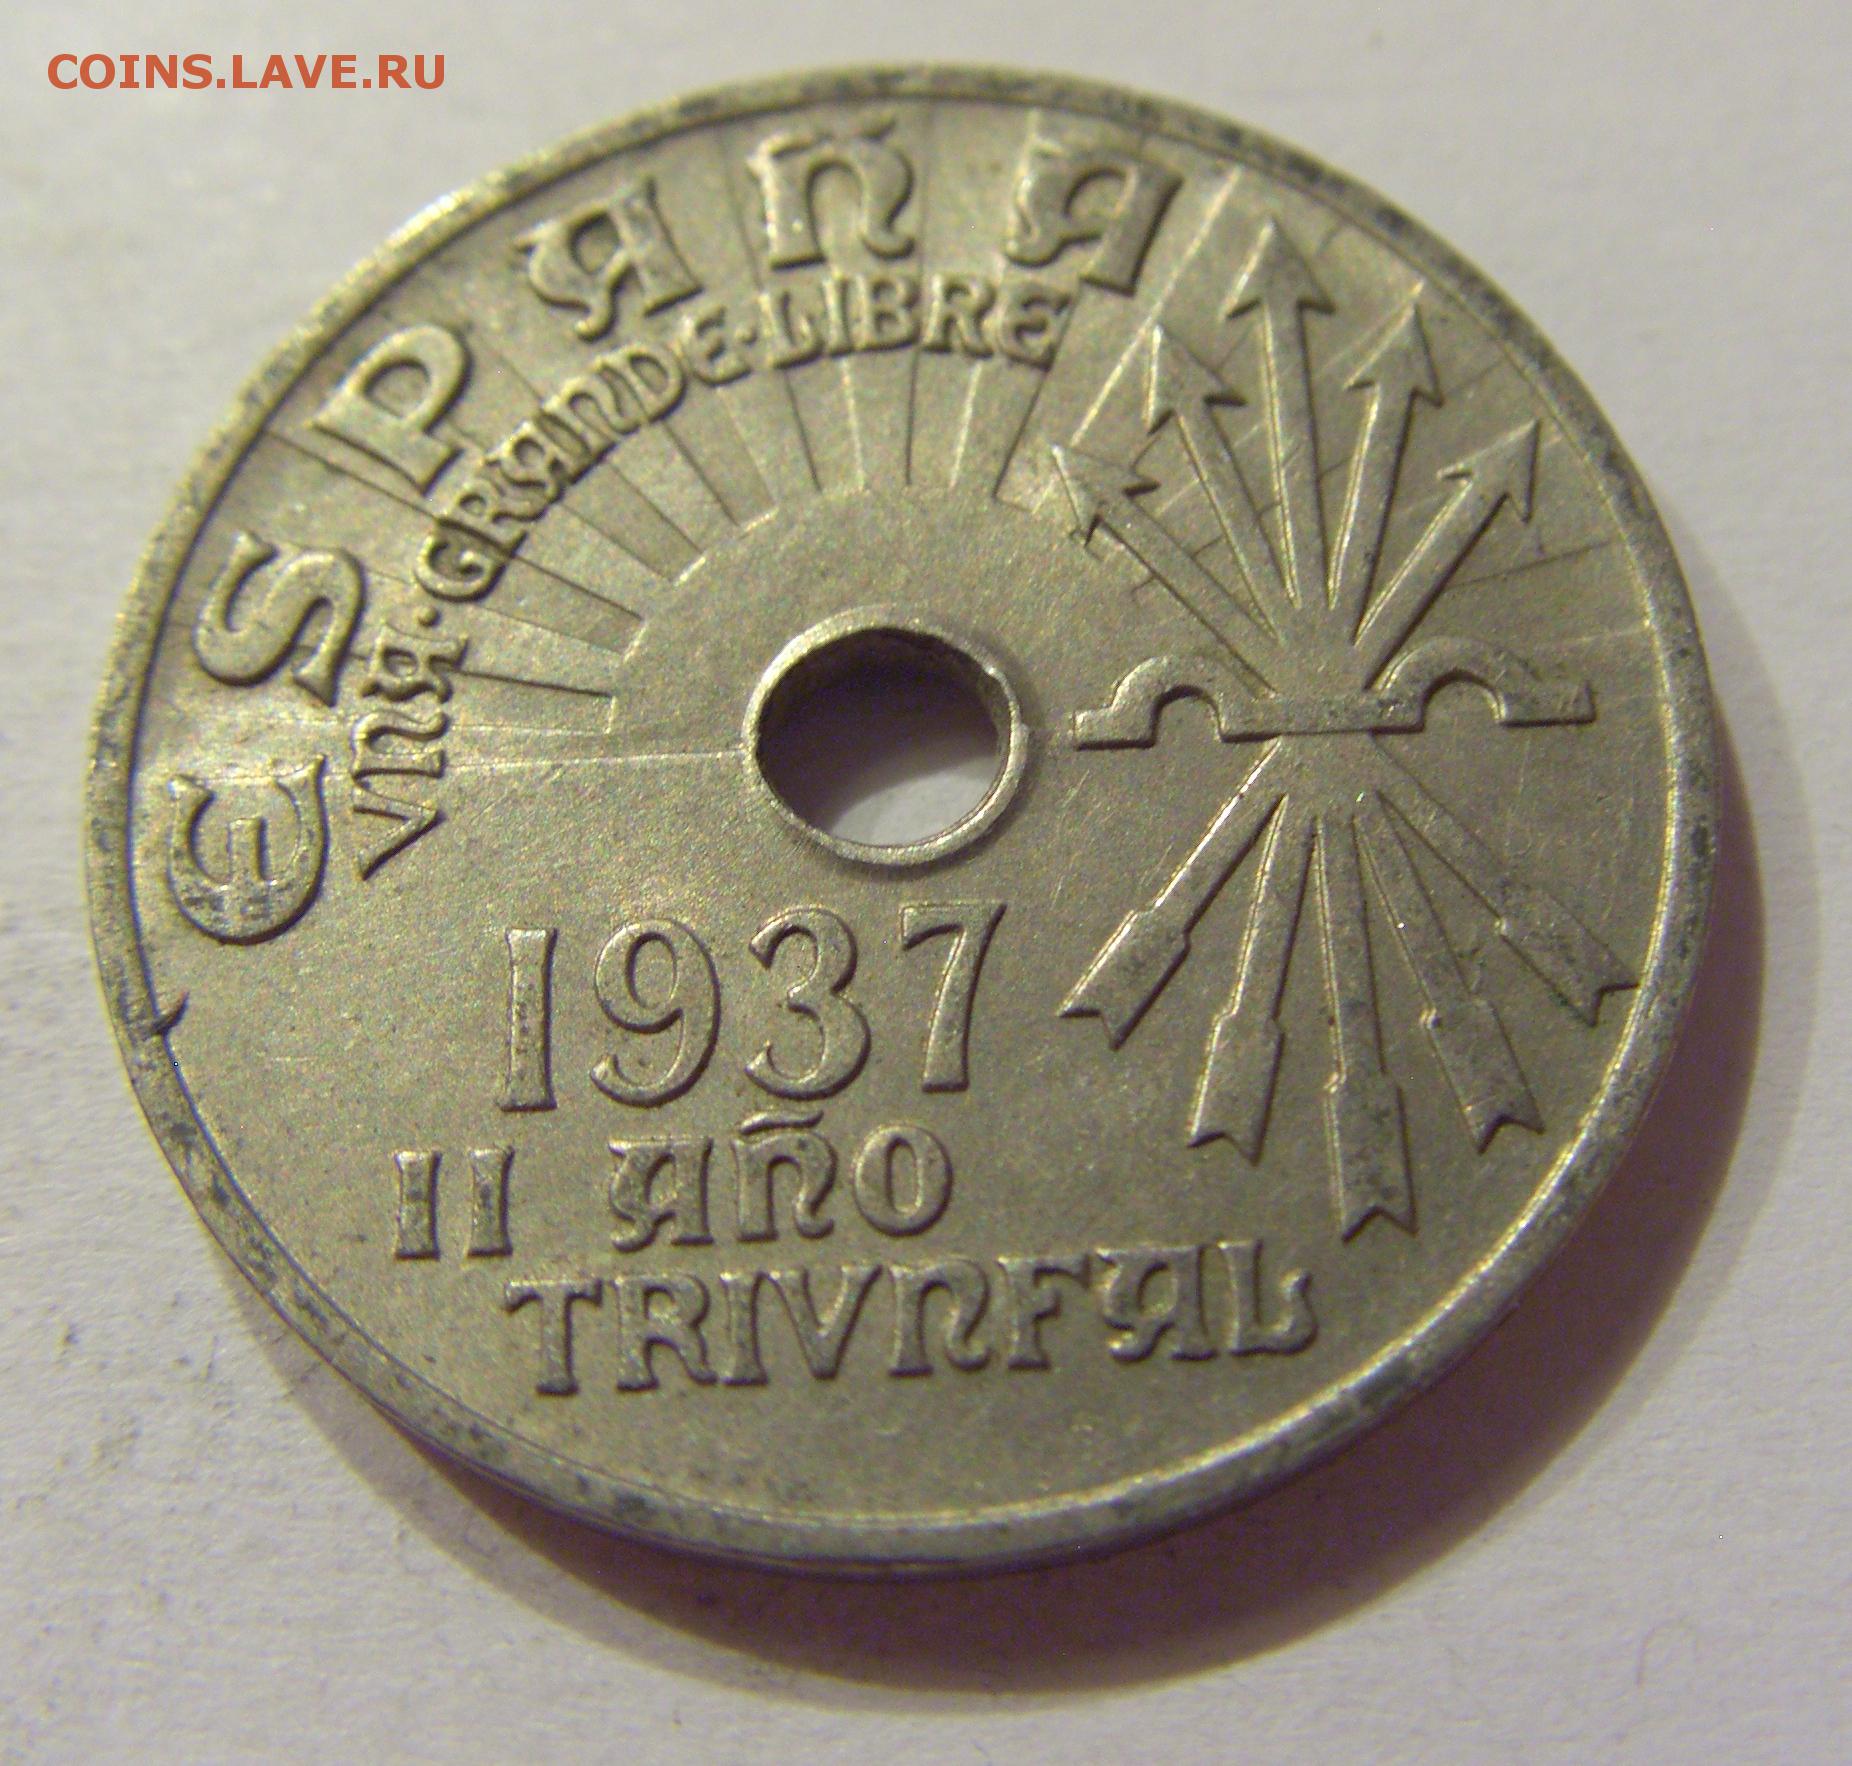 COINS.LAVE.RU
ESPAÑA
VNA·GRANDE·LIBRE
1937
II AÑO
TRIVNFAL